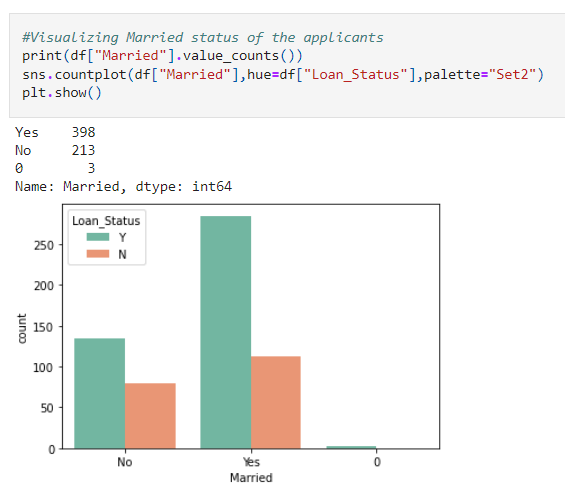 #Visualizing Married status of the applicants
print(df["Married"].value_counts())
sns.countplot(df["Married"],hue=df["Loan_Status"],palette="Set2")
plt.show()
Yes    398
No     213
0        3
Name: Married, dtype: int64
Loan_Status
Y
N
250
200
150
100
50
0
count
No Yes 0
Married